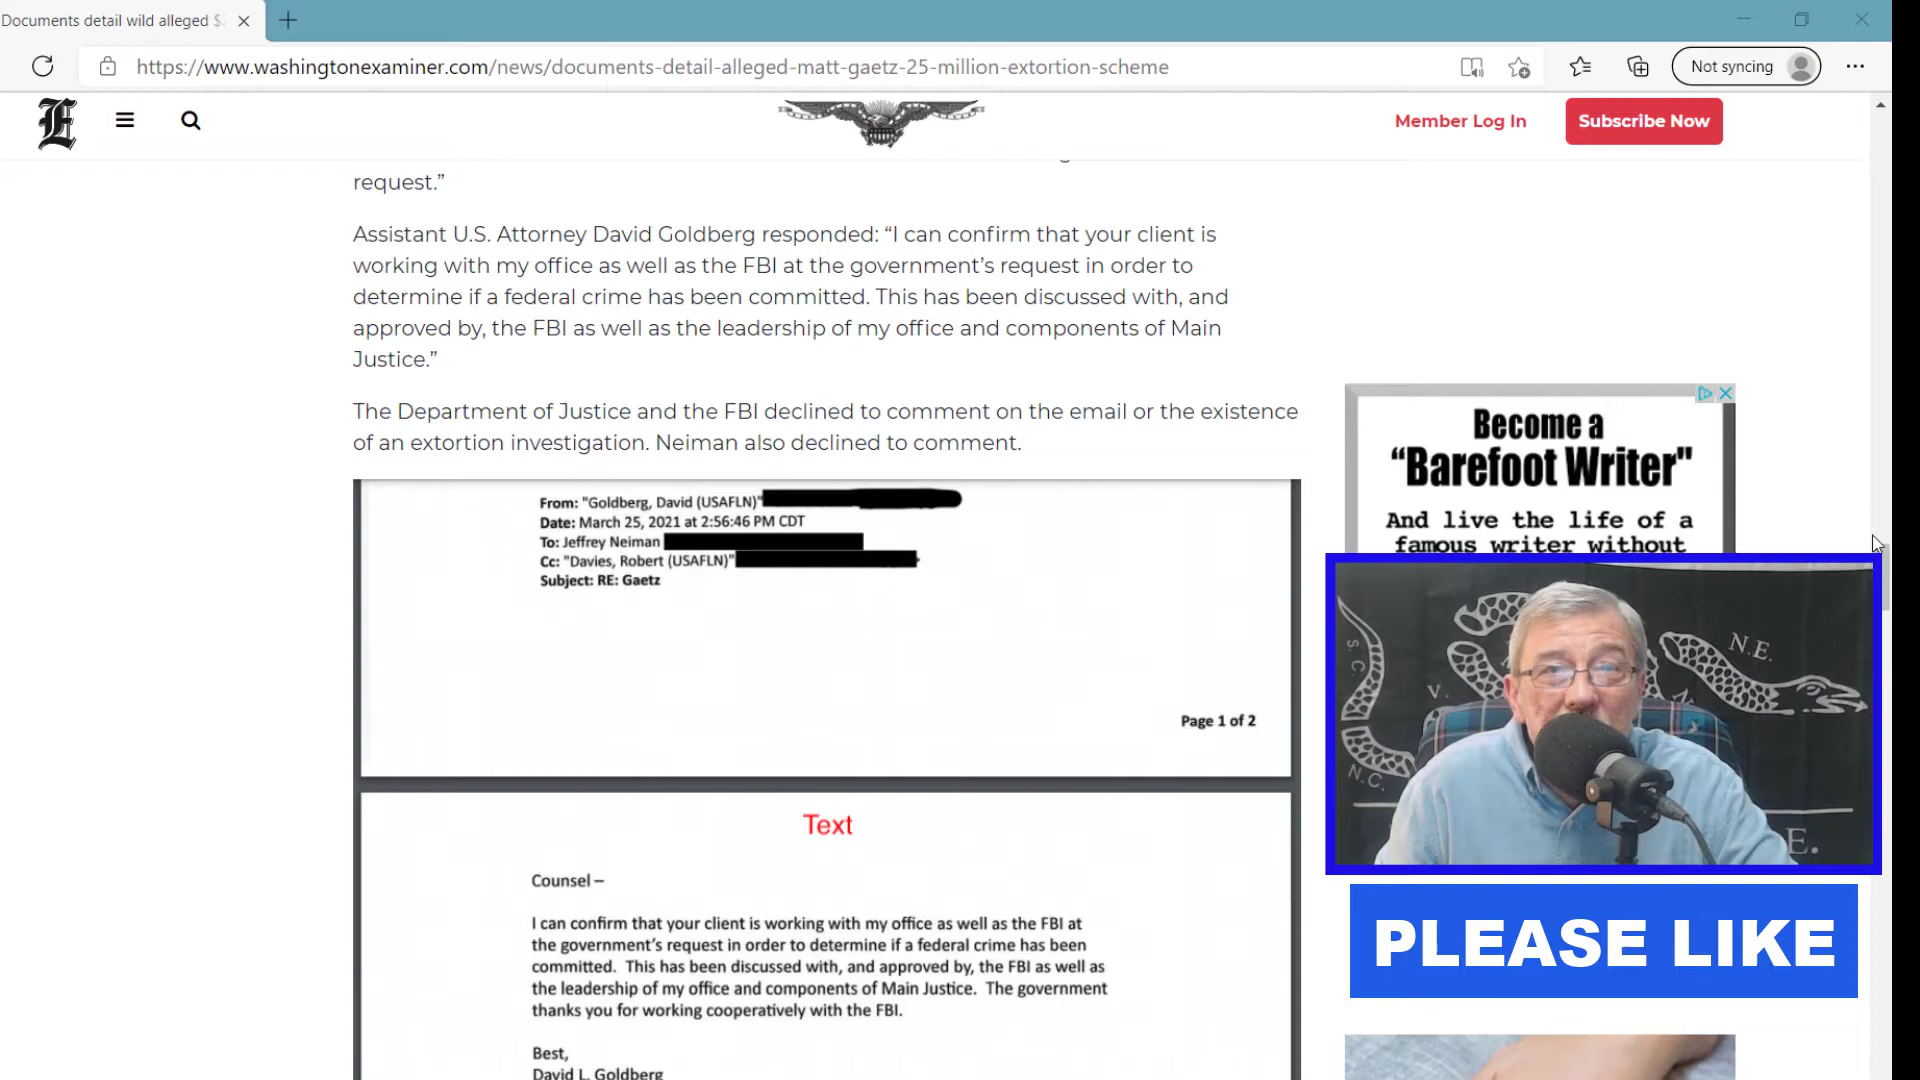 Documents detail wild alleged $
https://www.washingtonexaminer.com/news/documents-detail-alleged-matt-gaetz-25-million-extortion-scheme
Not syncing
E
Member Log In
Subscribe Now
request.”
Assistant U.S. Attorney David Goldberg responded: “I can confirm that your client is
working with my office as well as the FBI at the government’s request in order to
determine if a federal crime has been committed. This has been discussed with, and
approved by, the FBI as well as the leadership of my office and components of Main
Justice.”
The Department of Justice and the FBI declined to comment on the email or the existence
of an extortion investigation. Neiman also declined to comment.
From: "Goldberg, David (USAFLN)"
Date: March 25, 2021 at 2:56:46 PM CDT
To: Jeffrey Neiman
Cc: "Davies, Robert (USAFLN)"
Subject: RE: Gaetz
Page 1 of 2
Text
Counsel –
I can confirm that your client is working with my office as well as the FBI at
the government’s request in order to determine if a federal crime has been
committed.  This has been discussed with, and approved by, the FBI as well as
the leadership of my office and components of Main Justice.  The government
thanks you for working cooperatively with the FBI.
Best,
David L. Goldberg
Become a
“Barefoot Writer"
And live the life of a
famous writer without
S.C.
V.
N.E.
N.C.
E.
PLEASE LIKE